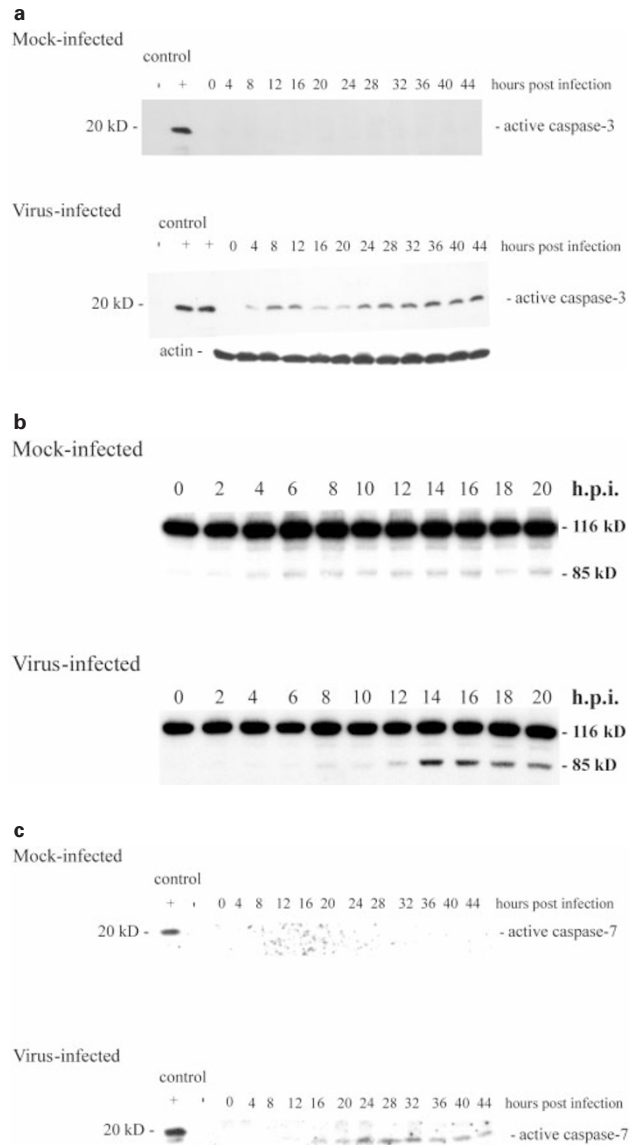 a
Mock-infected
control
- + 0 4 8 12 16 20 24 28 32 36 40 44 hours post infection
20 kD - - active caspase-3
Virus-infected
control
- + + 0 4 8 12 16 20 24 28 32 36 40 44 hours post infection
20 kD - - active caspase-3
actin -
b
Mock-infected
0 2 4 6 8 10 12 14 16 18 20 h.p.i.
- 116 kD
- 85 kD
Virus-infected
0 2 4 6 8 10 12 14 16 18 20 h.p.i.
- 116 kD
- 85 kD
c
Mock-infected
control
+ - 0 4 8 12 16 20 24 28 32 36 40 44 hours post infection
20 kD - - active caspase-7
Virus-infected
control
+ - 0 4 8 12 16 20 24 28 32 36 40 44 hours post infection
20 kD - - active caspase-7